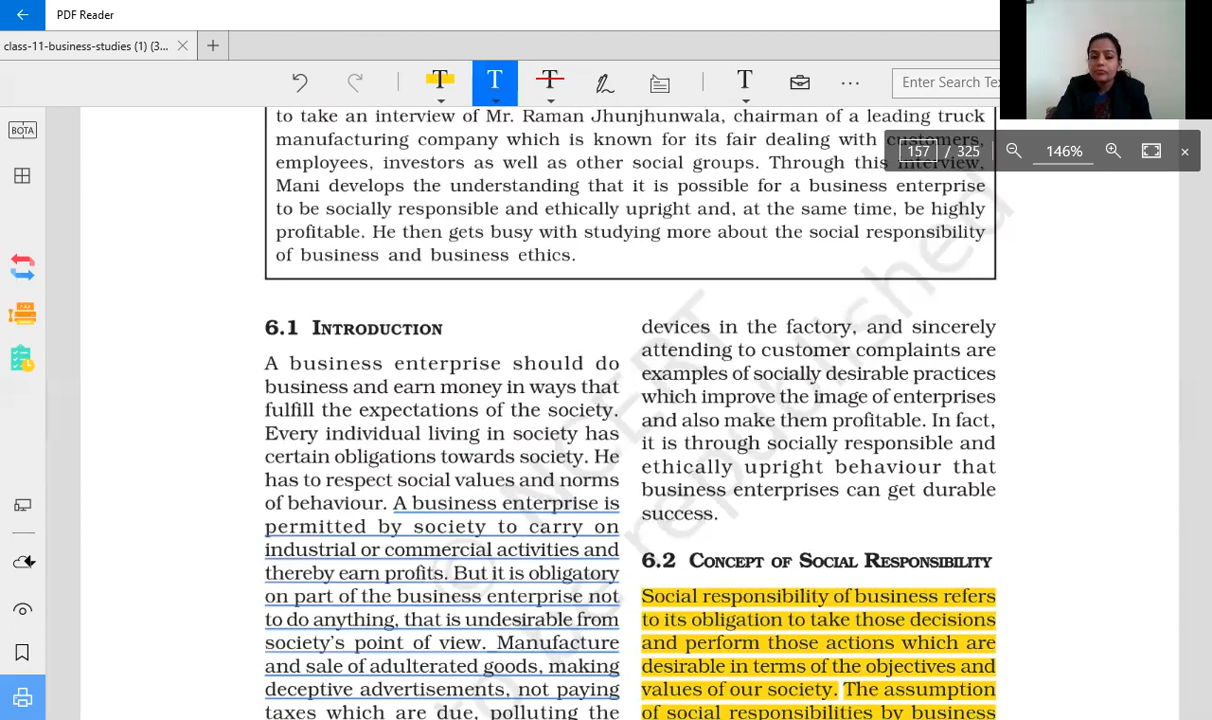 PDF Reader
class-11-business-studies (1) (3...
Enter Search Tex
BOTA
157 / 325
146%
to take an interview of Mr. Raman Jhunjhunwala, chairman of a leading truck
manufacturing company which is known for its fair dealing with customers,
employees, investors as well as other social groups. Through this interview,
Mani develops the understanding that it is possible for a business enterprise
to be socially responsible and ethically upright and, at the same time, be highly
profitable. He then gets busy with studying more about the social responsibility
of business and business ethics.
6.1 Introduction
A business enterprise should do
business and earn money in ways that
fulfill the expectations of the society.
Every individual living in society has
certain obligations towards society. He
has to respect social values and norms
of behaviour. A business enterprise is
permitted by society to carry on
industrial or commercial activities and
thereby earn profits. But it is obligatory
on part of the business enterprise not
to do anything, that is undesirable from
society's point of view. Manufacture
and sale of adulterated goods, making
deceptive advertisements, not paying
taxes which are due, polluting the
devices in the factory, and sincerely
attending to customer complaints are
examples of socially desirable practices
which improve the image of enterprises
and also make them profitable. In fact,
it is through socially responsible and
ethically upright behaviour that
business enterprises can get durable
success.
6.2 Concept of Social Responsibility
Social responsibility of business refers
to its obligation to take those decisions
and perform those actions which are
desirable in terms of the objectives and
values of our society. The assumption
of social responsibilities by business
© NCERT
be republished